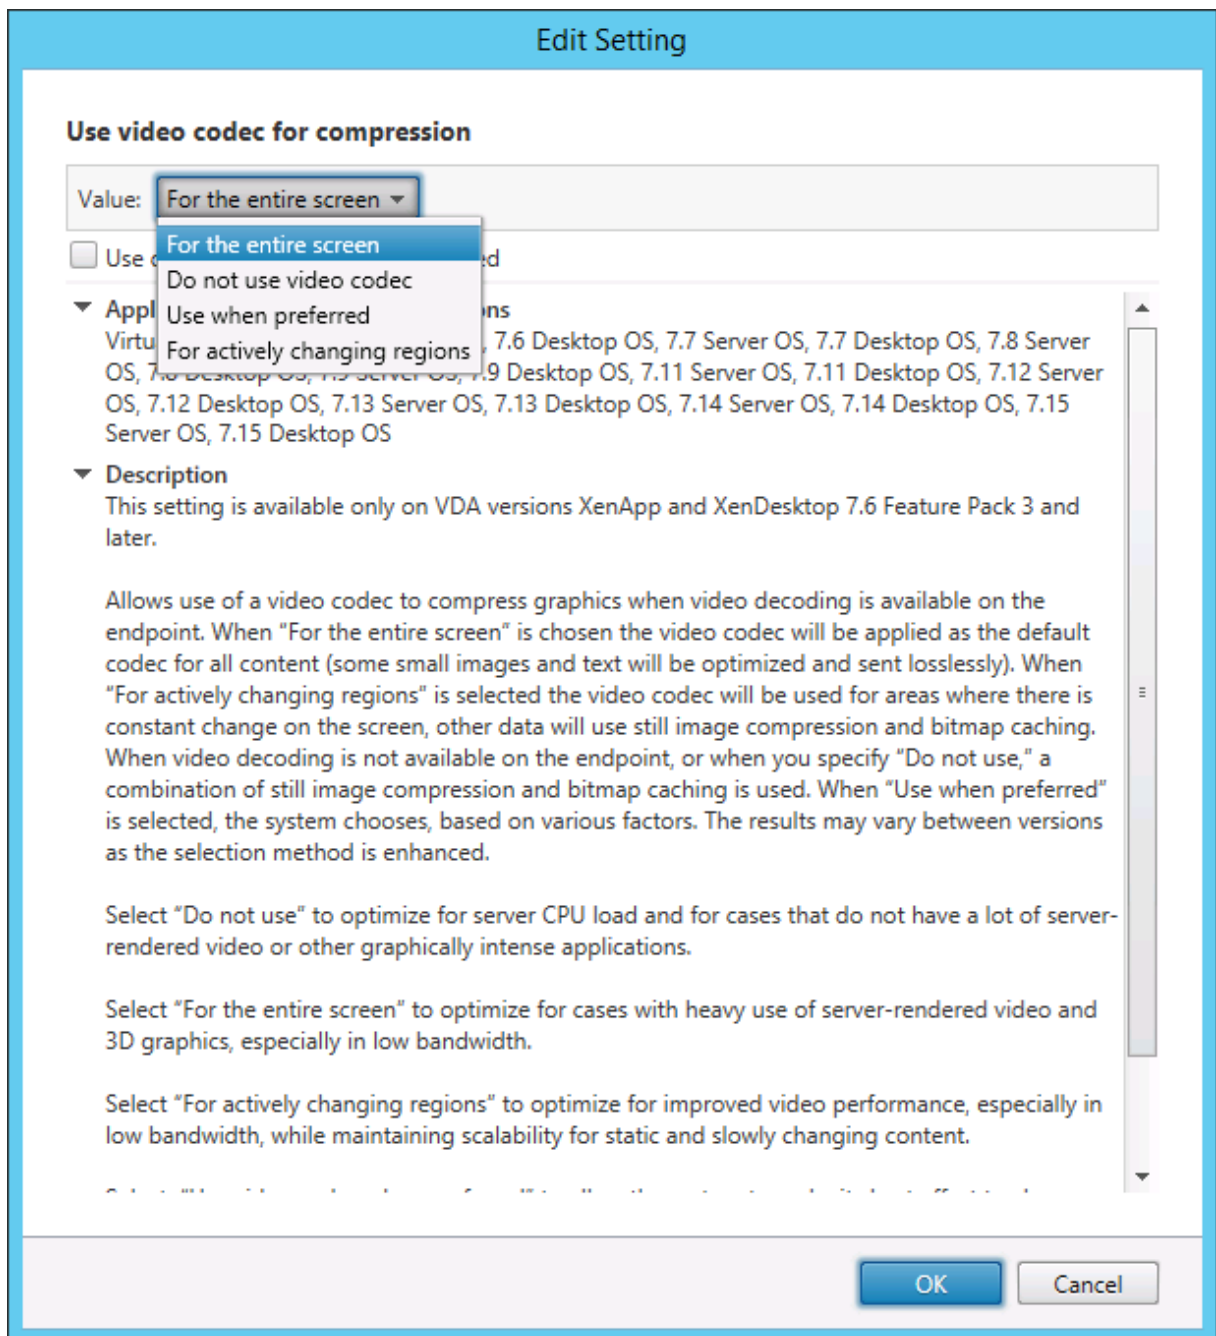 Edit Setting
Use video codec for compression
Value: For the entire screen
For the entire screen
Do not use video codec
Use when preferred
For actively changing regions
Use
ed
Appl
ns
Virtu
, 7.6 Desktop OS, 7.7 Server OS, 7.7 Desktop OS, 7.8 Server
OS, 7.8 Desktop OS, 7.9 Server OS, 7.9 Desktop OS, 7.11 Server OS, 7.11 Desktop OS, 7.12 Server
OS, 7.12 Desktop OS, 7.13 Server OS, 7.13 Desktop OS, 7.14 Server OS, 7.14 Desktop OS, 7.15
Server OS, 7.15 Desktop OS
Description
This setting is available only on VDA versions XenApp and XenDesktop 7.6 Feature Pack 3 and
later.
Allows use of a video codec to compress graphics when video decoding is available on the
endpoint. When “For the entire screen” is chosen the video codec will be applied as the default
codec for all content (some small images and text will be optimized and sent losslessly). When
“For actively changing regions” is selected the video codec will be used for areas where there is
constant change on the screen, other data will use still image compression and bitmap caching.
When video decoding is not available on the endpoint, or when you specify “Do not use,” a
combination of still image compression and bitmap caching is used. When “Use when preferred”
is selected, the system chooses, based on various factors. The results may vary between versions
as the selection method is enhanced.
Select “Do not use” to optimize for server CPU load and for cases that do not have a lot of server-
rendered video or other graphically intense applications.
Select “For the entire screen” to optimize for cases with heavy use of server-rendered video and
3D graphics, especially in low bandwidth.
Select “For actively changing regions” to optimize for improved video performance, especially in
low bandwidth, while maintaining scalability for static and slowly changing content.
OK
Cancel